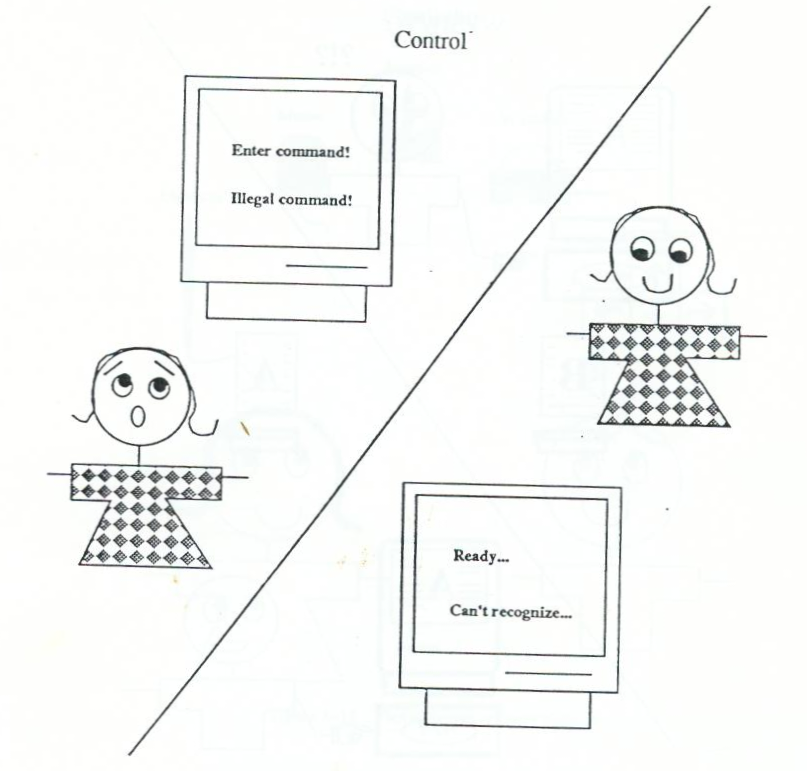 Control
Enter command!
Illegal command!
Ready...
Can't recognize...